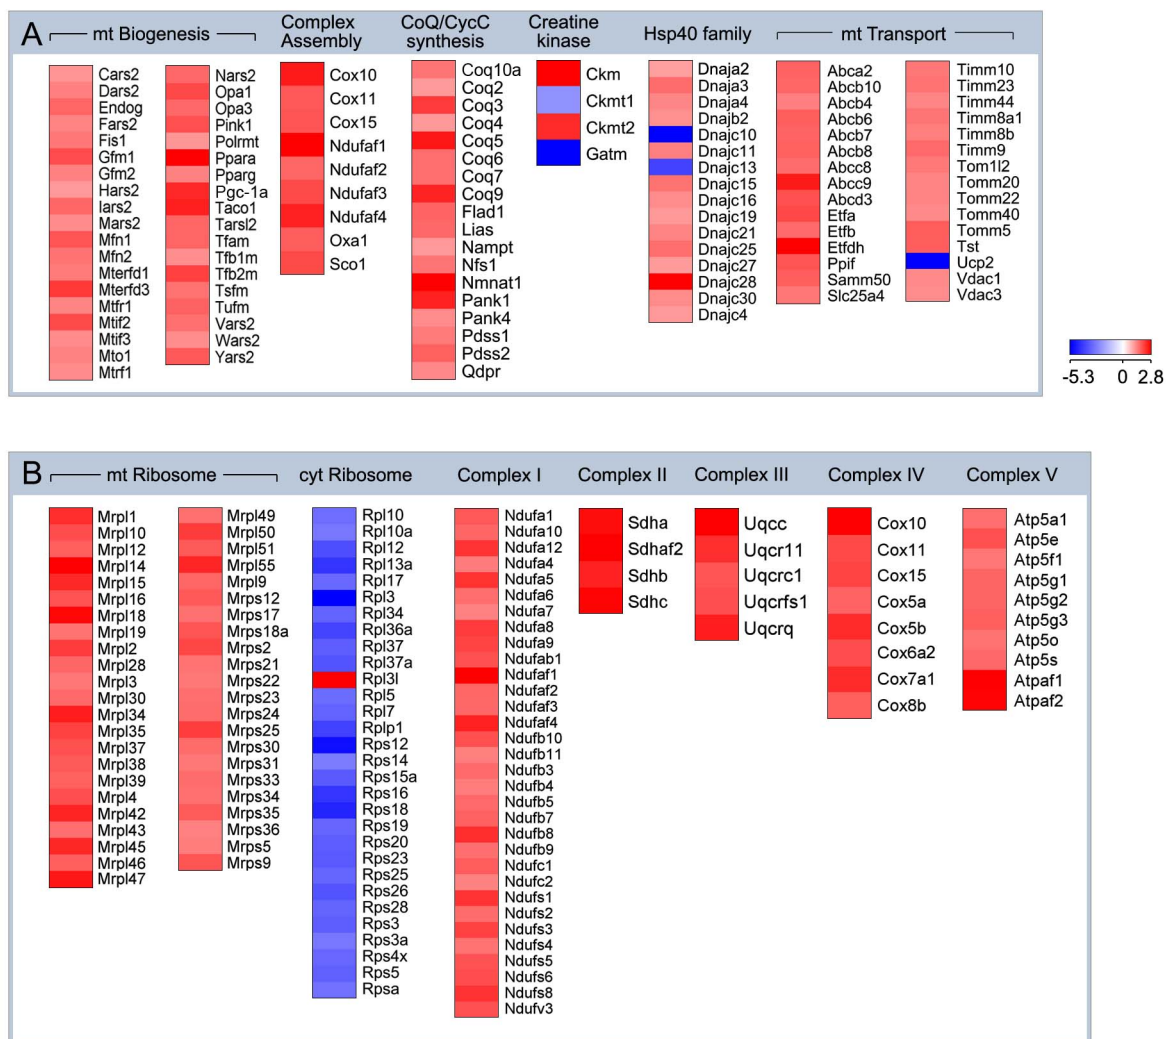 A
mt Biogenesis
Complex
Assembly
CoQ/CycC
synthesis
Creatine
kinase
Hsp40 family
mt Transport
Cars2
Dars2
Endog
Fars2
Fis1
Gfm1
Gfm2
Hars2
Iars2
Mars2
Mfn1
Mfn2
Mterfd1
Mterfd3
Mtfr1
Mtif2
Mtif3
Mto1
Mtrf1
Nars2
Opa1
Opa3
Pink1
Polrmt
Ppara
Pparg
Pgc-1a
Taco1
Tarsl2
Tfam
Tfb1m
Tfb2m
Tsfm
Tufm
Vars2
Wars2
Yars2
Cox10
Cox11
Cox15
Ndufaf1
Ndufaf2
Ndufaf3
Ndufaf4
Oxa1
Sco1
Coq10a
Coq2
Coq3
Coq4
Coq5
Coq6
Coq7
Coq9
Flad1
Lias
Nampt
Nfs1
Nmnat1
Pank1
Pank4
Pdss1
Pdss2
Qdpr
Ckm
Ckmt1
Ckmt2
Gatm
Dnaja2
Dnaja3
Dnaja4
Dnajb2
Dnajc10
Dnajc11
Dnajc13
Dnajc15
Dnajc16
Dnajc19
Dnajc21
Dnajc25
Dnajc27
Dnajc28
Dnajc30
Dnajc4
Abca2
Abcb10
Abcb4
Abcb6
Abcb7
Abcb8
Abcc8
Abcc9
Abcd3
Etfa
Etfb
Etfdh
Ppif
Samm50
Slc25a4
Timm10
Timm23
Timm44
Timm8a1
Timm8b
Timm9
Tom1l2
Tomm20
Tomm22
Tomm40
Tomm5
Tst
Ucp2
Vdac1
Vdac3
-5.3 0 2.8
B
mt Ribosome
cyt Ribosome
Complex I
Complex II
Complex III
Complex IV
Complex V
Mrpl1
Mrpl10
Mrpl12
Mrpl14
Mrpl15
Mrpl16
Mrpl18
Mrpl19
Mrpl2
Mrpl28
Mrpl3
Mrpl30
Mrpl34
Mrpl35
Mrpl37
Mrpl38
Mrpl39
Mrpl4
Mrpl42
Mrpl43
Mrpl45
Mrpl46
Mrpl47
Mrpl49
Mrpl50
Mrpl51
Mrpl55
Mrpl9
Mrps12
Mrps17
Mrps18a
Mrps2
Mrps21
Mrps22
Mrps23
Mrps24
Mrps25
Mrps30
Mrps31
Mrps33
Mrps34
Mrps35
Mrps36
Mrps5
Mrps9
Rpl10
Rpl10a
Rpl12
Rpl13a
Rpl17
Rpl3
Rpl34
Rpl36a
Rpl37
Rpl37a
Rpl3l
Rpl5
Rpl7
Rplp1
Rps12
Rps14
Rps15a
Rps16
Rps18
Rps19
Rps20
Rps23
Rps25
Rps26
Rps28
Rps3
Rps3a
Rps4x
Rps5
Rpsa
Ndufa1
Ndufa10
Ndufa12
Ndufa4
Ndufa5
Ndufa6
Ndufa7
Ndufa8
Ndufa9
Ndufab1
Ndufaf1
Ndufaf2
Ndufaf3
Ndufaf4
Ndufb10
Ndufb11
Ndufb3
Ndufb4
Ndufb5
Ndufb7
Ndufb8
Ndufb9
Ndufc1
Ndufc2
Ndufs1
Ndufs2
Ndufs3
Ndufs4
Ndufs5
Ndufs6
Ndufs8
Ndufv3
Sdha
Sdhaf2
Sdhb
Sdhc
Uqcc
Uqcr11
Uqcrc1
Uqcrfs1
Uqcrq
Cox10
Cox11
Cox15
Cox5a
Cox5b
Cox6a2
Cox7a1
Cox8b
Atp5a1
Atp5e
Atp5f1
Atp5g1
Atp5g2
Atp5g3
Atp5o
Atp5s
Atpaf1
Atpaf2